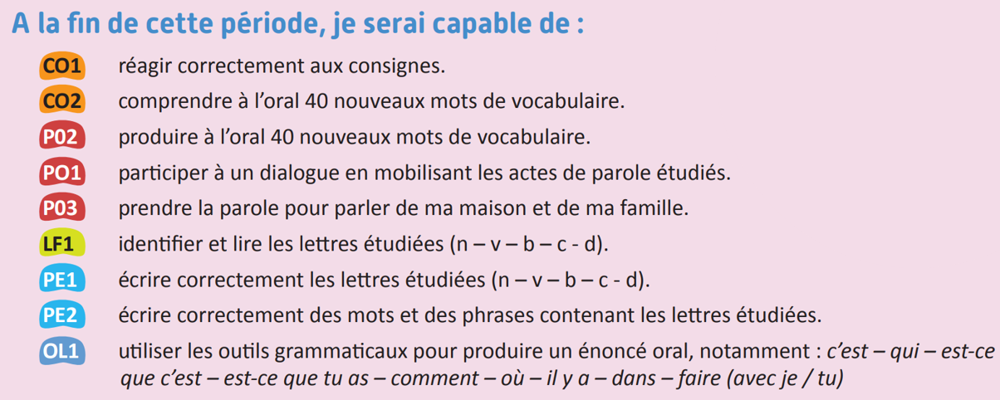 A la fin de cette période, je serai capable de :
CO1 réagir correctement aux consignes.
CO2 comprendre à l’oral 40 nouveaux mots de vocabulaire.
P02 produire à l’oral 40 nouveaux mots de vocabulaire.
PO1 participer à un dialogue en mobilisant les actes de parole étudiés.
P03 prendre la parole pour parler de ma maison et de ma famille.
LF1 identifier et lire les lettres étudiées (n – v – b – c - d).
PE1 écrire correctement les lettres étudiées (n – v – b – c - d).
PE2 écrire correctement des mots et des phrases contenant les lettres étudiées.
OL1 utiliser les outils grammaticaux pour produire un énoncé oral, notamment : c’est – qui – est-ce
que c’est – est-ce que tu as – comment – où – il y a – dans – faire (avec je / tu)